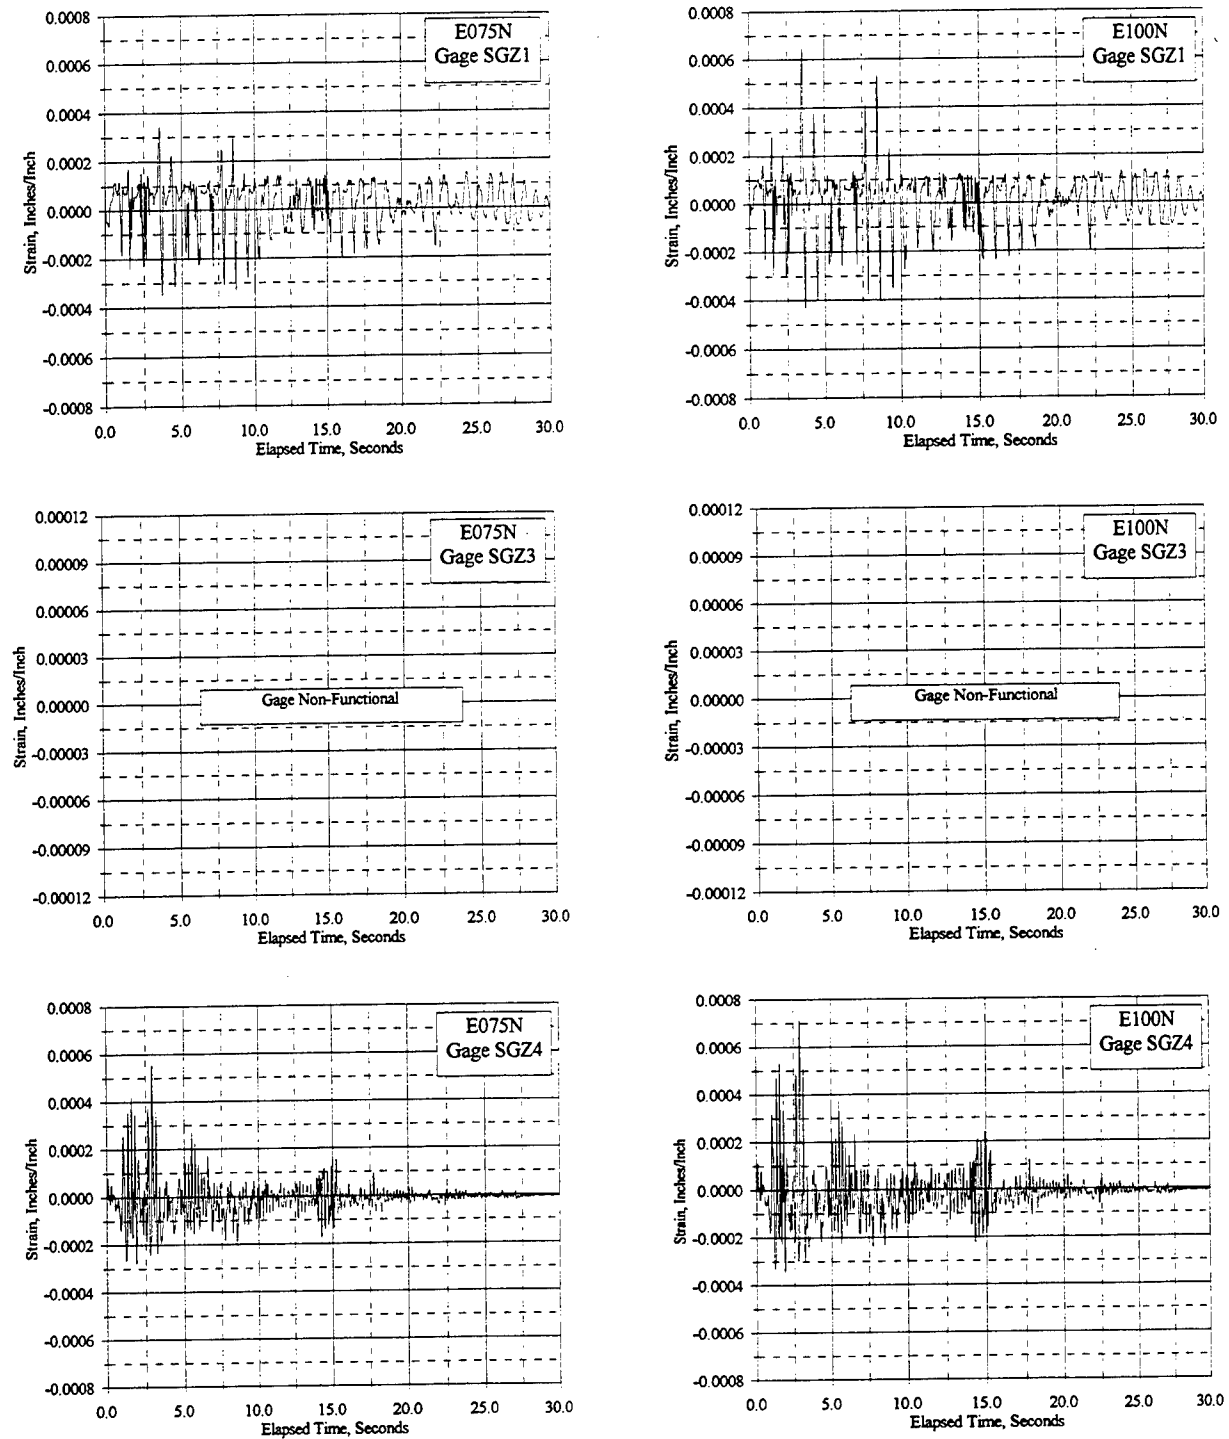 E075N
Gage SGZ1
0.0008
0.0006
0.0004
0.0002
0.0000
-0.0002
-0.0004
-0.0006
-0.0008
Strain, Inches/Inch
0.0 5.0 10.0 15.0 20.0 25.0 30.0
Elapsed Time, Seconds
E100N
Gage SGZ1
0.0008
0.0006
0.0004
0.0002
0.0000
-0.0002
-0.0004
-0.0006
-0.0008
Strain, Inches/Inch
0.0 5.0 10.0 15.0 20.0 25.0 30.0
Elapsed Time, Seconds
E075N
Gage SGZ3
0.00012
0.00009
0.00006
0.00003
0.00000
-0.00003
-0.00006
-0.00009
-0.00012
Strain, Inches/Inch
Gage Non-Functional
0.0 5.0 10.0 15.0 20.0 25.0 30.0
Elapsed Time, Seconds
E100N
Gage SGZ3
0.00012
0.00009
0.00006
0.00003
0.00000
-0.00003
-0.00006
-0.00009
-0.00012
Strain, Inches/Inch
Gage Non-Functional
0.0 5.0 10.0 15.0 20.0 25.0 30.0
Elapsed Time, Seconds
E075N
Gage SGZ4
0.0008
0.0006
0.0004
0.0002
0.0000
-0.0002
-0.0004
-0.0006
-0.0008
Strain, Inches/Inch
0.0 5.0 10.0 15.0 20.0 25.0 30.0
Elapsed Time, Seconds
E100N
Gage SGZ4
0.0008
0.0006
0.0004
0.0002
0.0000
-0.0002
-0.0004
-0.0006
-0.0008
Strain, Inches/Inch
0.0 5.0 10.0 15.0 20.0 25.0 30.0
Elapsed Time, Seconds